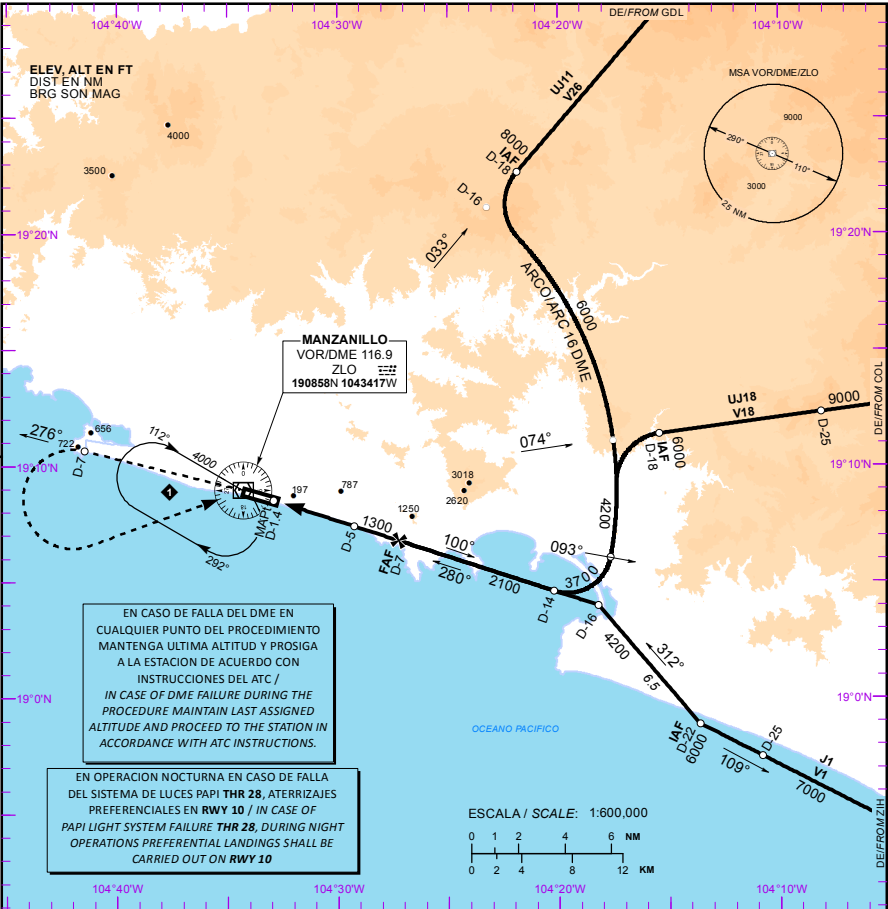 DE/FROM GDL
104°40'W
104°30'W
104°20'W
104°10'W
ELEV, ALT EN FT
DIST EN NM
BRG SON MAG
4000
3500
UJ11
V26
8000
IAF
D-18
D-16
033°
MSA VOR/DME/ZLO
9000
290°
110°
3000
25 NM
19°20'N
19°20'N
ARCO/ARC 16 DME
6000
MANZANILLO
VOR/DME 116.9
ZLO
190858N 1043417W
DE/FROM COL
UJ18
V18
9000
D-25
6000
IAF
D-18
074°
276°
722
656
D-7
112°
4000
1
292°
19°10'N
19°10'N
MAPt
D-1.4
197
787
3018
2620
1250
4200
D-5
1300
FAF
D-7
100°
280°
2100
093°
3700
D-14
D-16
4200
312°
6.5
EN CASO DE FALLA DEL DME EN
CUALQUIER PUNTO DEL PROCEDIMIENTO
MANTENGA ULTIMA ALTITUD Y PROSIGA
A LA ESTACION DE ACUERDO CON
INSTRUCCIONES DEL ATC /
IN CASE OF DME FAILURE DURING THE
PROCEDURE MAINTAIN LAST ASSIGNED
ALTITUDE AND PROCEED TO THE STATION IN
ACCORDANCE WITH ATC INSTRUCTIONS.
19°0'N
19°0'N
OCEANO PACIFICO
IAF
D-22
6000
D-25
109°
J1
V1
7000
DE/FROM ZIH
EN OPERACION NOCTURNA EN CASO DE FALLA
DEL SISTEMA DE LUCES PAPI THR 28, ATERRIZAJES
PREFERENCIALES EN RWY 10 / IN CASE OF
PAPI LIGHT SYSTEM FAILURE THR 28, DURING NIGHT
OPERATIONS PREFERENTIAL LANDINGS SHALL BE
CARRIED OUT ON RWY 10
ESCALA / SCALE: 1:600,000
0 1 2 4 6 NM
0 2 4 8 12 KM
104°40'W
104°30'W
104°20'W
104°10'W